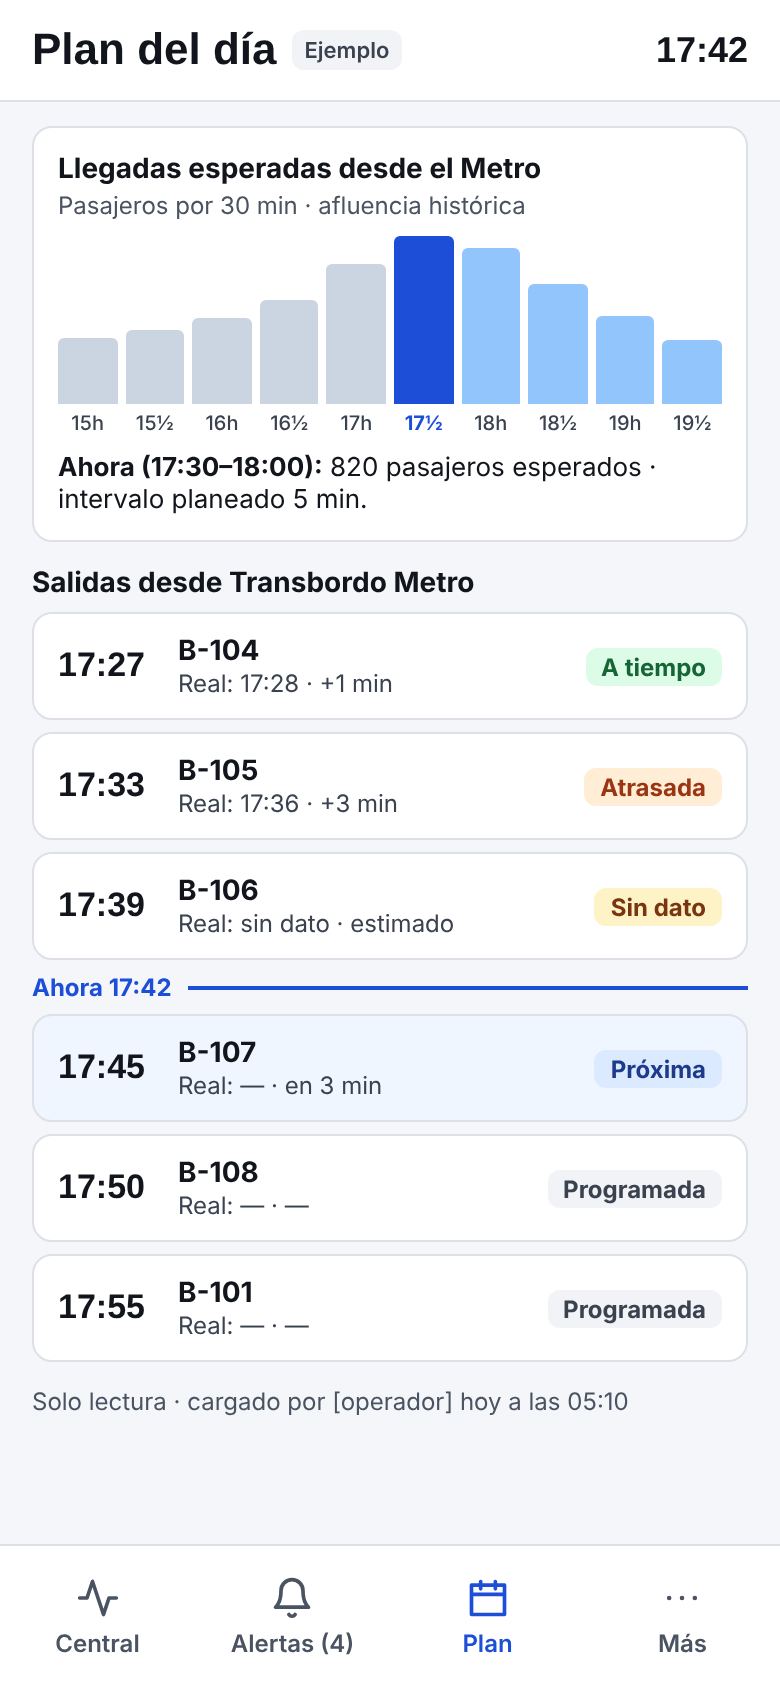 Plan del día Ejemplo 17:42
Llegadas esperadas desde el Metro
Pasajeros por 30 min · afluencia histórica
15h 15½ 16h 16½ 17h 17½ 18h 18½ 19h 19½
Ahora (17:30–18:00): 820 pasajeros esperados ·
intervalo planeado 5 min.
Salidas desde Transbordo Metro
17:27 B-104 A tiempo
Real: 17:28 · +1 min
17:33 B-105 Atrasada
Real: 17:36 · +3 min
17:39 B-106 Sin dato
Real: sin dato · estimado
Ahora 17:42
17:45 B-107 Próxima
Real: — · en 3 min
17:50 B-108 Programada
Real: — · —
17:55 B-101 Programada
Real: — · —
Solo lectura · cargado por [operador] hoy a las 05:10
Central Alertas (4) Plan Más